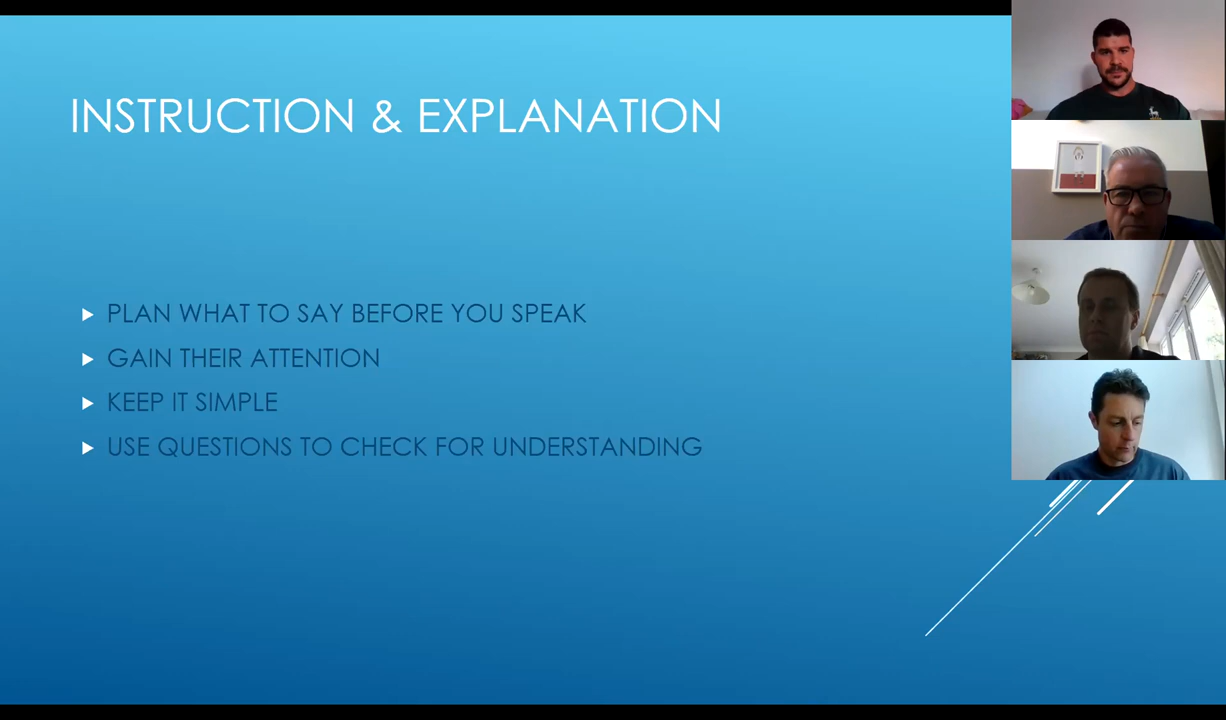 INSTRUCTION & EXPLANATION
PLAN WHAT TO SAY BEFORE YOU SPEAK
GAIN THEIR ATTENTION
KEEP IT SIMPLE
USE QUESTIONS TO CHECK FOR UNDERSTANDING